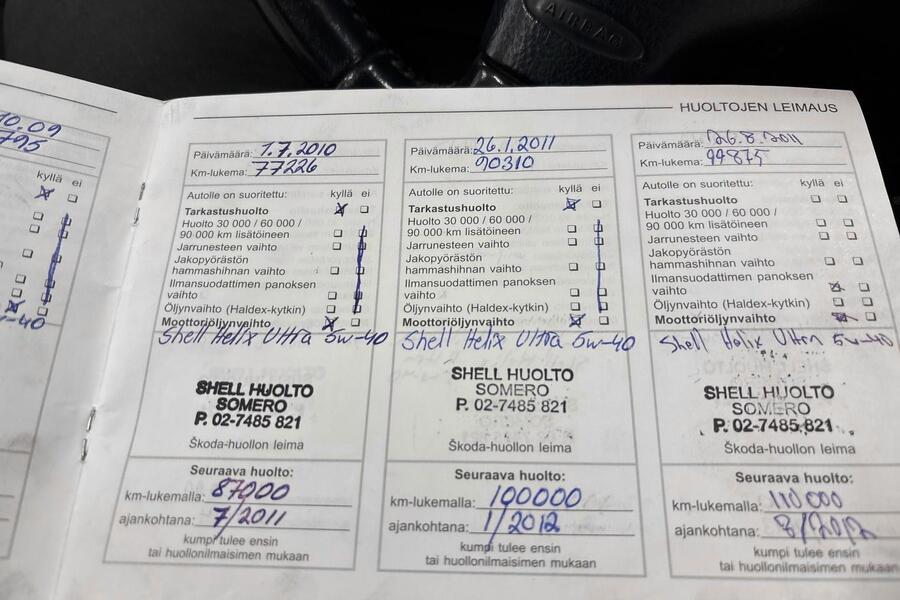 AIRBAG
HUOLTOJEN LEIMAUS
10.09
795
kyllä ei
w-40
Päivämäärä: 1.7.2010
Km-lukema: 77226
Autolle on suoritettu: kyllä ei
Tarkastushuolto
Huolto 30 000 / 60 000 /
90 000 km lisätöineen
Jarrunesteen vaihto
Jakopyörästön
hammashihnan vaihto
Ilmansuodattimen panoksen
vaihto
Öljynvaihto (Haldex-kytkin)
Moottoriöljynvaihto
Shell Helix Ultra 5w-40
SHELL HUOLTO
SOMERO
P. 02-7485 821
Škoda-huollon leima
Seuraava huolto:
km-lukemalla: 87000
ajankohtana: 7/2011
kumpi tulee ensin
tai huollonilmaisimen mukaan
Päivämäärä: 26.1.2011
Km-lukema: 90310
Autolle on suoritettu: kyllä ei
Tarkastushuolto
Huolto 30 000 / 60 000 /
90 000 km lisätöineen
Jarrunesteen vaihto
Jakopyörästön
hammashihnan vaihto
Ilmansuodattimen panoksen
vaihto
Öljynvaihto (Haldex-kytkin)
Moottoriöljynvaihto
Shell Helix Ultra 5w-40
SHELL HUOLTO
SOMERO
P. 02-7485 821
Škoda-huollon leima
Seuraava huolto:
km-lukemalla: 100000
ajankohtana: 1/2012
kumpi tulee ensin
tai huollonilmaisimen mukaan
Päivämäärä: 26.8.2011
Km-lukema: 99875
Autolle on suoritettu: kyllä ei
Tarkastushuolto
Huolto 30 000 / 60 000 /
90 000 km lisätöineen
Jarrunesteen vaihto
Jakopyörästön
hammashihnan vaihto
Ilmansuodattimen panoksen
vaihto
Öljynvaihto (Haldex-kytkin)
Moottoriöljynvaihto
Shell Helix Ultra 5w-40
SHELL HUOLTO
SOMERO
P. 02-7485 821
Škoda-huollon leima
Seuraava huolto:
km-lukemalla: 110000
ajankohtana: 8/2012
kumpi tulee ensin
tai huollonilmaisimen mukaan